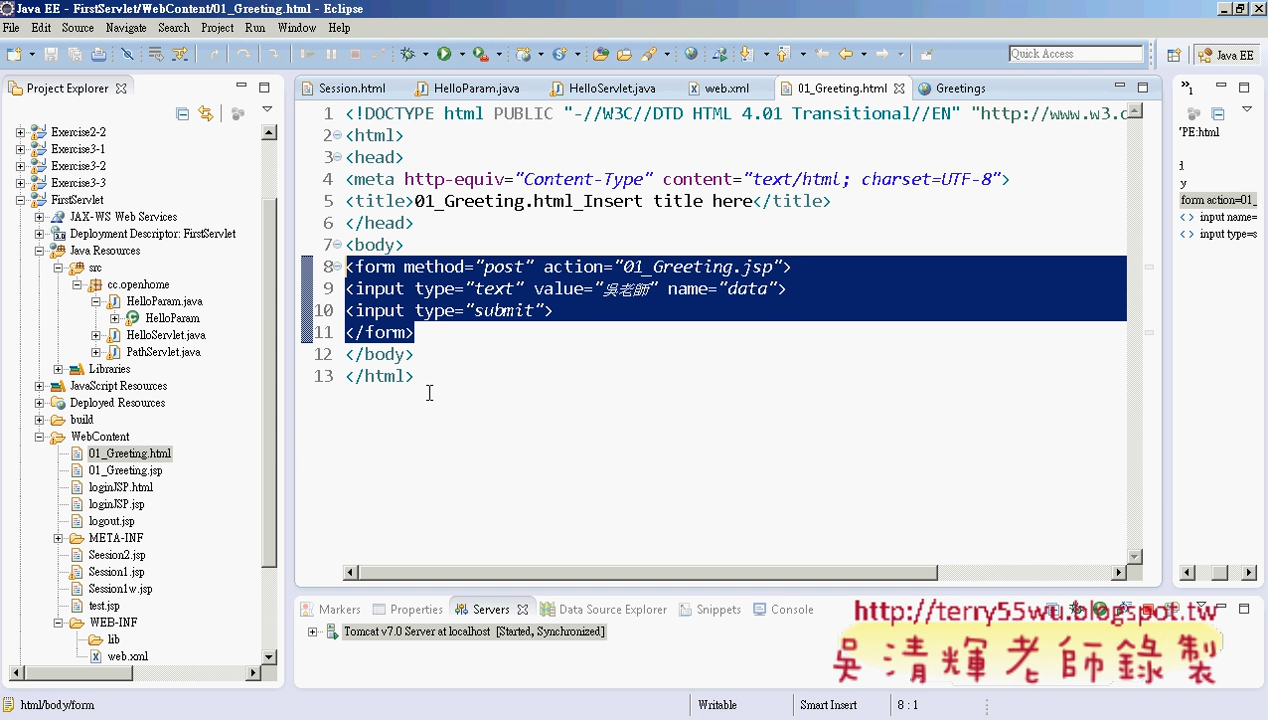 Java EE - FirstServlet/WebContent/01_Greeting.html - Eclipse
File Edit Source Navigate Search Project Run Window Help
Quick Access
Java EE
Project Explorer
Exercise2-2
Exercise3-1
Exercise3-2
Exercise3-3
FirstServlet
JAX-WS Web Services
Deployment Descriptor: FirstServlet
Java Resources
src
cc.openhome
HelloParam.java
HelloParam
HelloServlet.java
PathServlet.java
Libraries
JavaScript Resources
Deployed Resources
build
WebContent
01_Greeting.html
01_Greeting.jsp
loginJSP.html
loginJSP.jsp
logout.jsp
META-INF
Seesion2.jsp
Session1.jsp
Session1w.jsp
test.jsp
WEB-INF
lib
web.xml
Session.html HelloParam.java HelloServlet.java web.xml 01_Greeting.html Greetings
1 <!DOCTYPE html PUBLIC "-//W3C//DTD HTML 4.01 Transitional//EN" "http://www.w3.c
2 <html>
3 <head>
4 <meta http-equiv="Content-Type" content="text/html; charset=UTF-8">
5 <title>01_Greeting.html_Insert title here</title>
6 </head>
7 <body>
8 <form method="post" action="01_Greeting.jsp">
9 <input type="text" value="吳老師" name="data">
10 <input type="submit">
11 </form>
12 </body>
13 </html>
»1
'PE:html
y
form action=01_
<> input name=
<> input type=s
Markers Properties Servers Data Source Explorer Snippets Console
Tomcat v7.0 Server at localhost [Started, Synchronized]
http://terry55wu.blogspot.tw
吳清輝老師錄製
html/body/form
Writable
Smart Insert
8 : 1